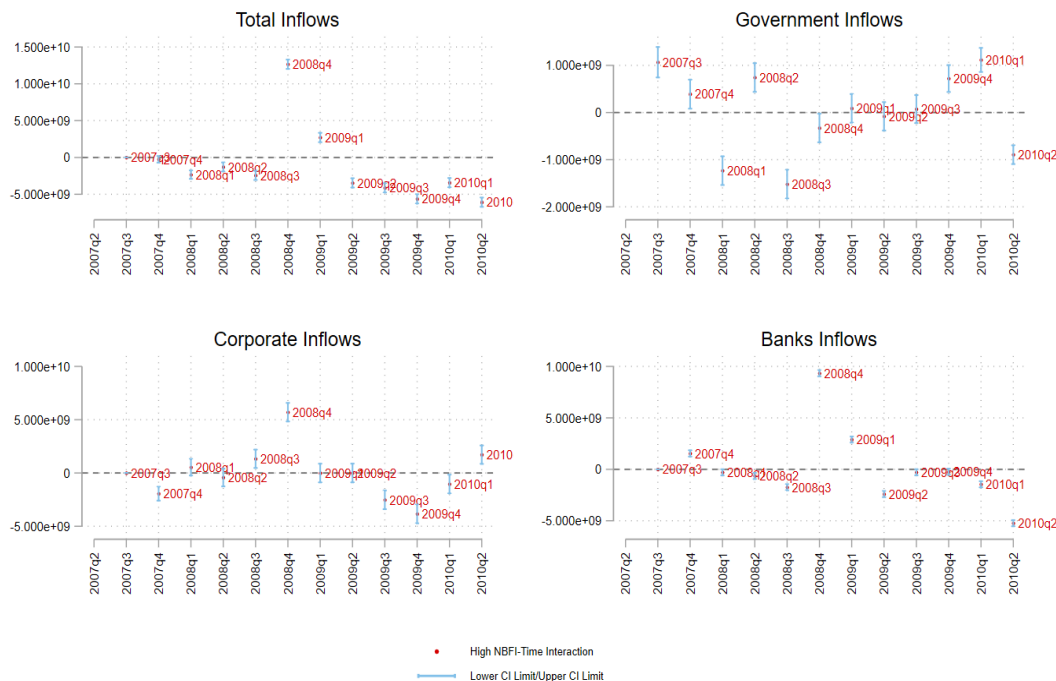 Total Inflows
1.500e+10
1.000e+10
5.000e+09
0
-5.000e+09
2007q3
2007q4
2008q1
2008q2
2008q3
2008q4
2009q1
2009q2
2009q3
2009q4
2010q1
2010
2007q2
2007q3
2007q4
2008q1
2008q2
2008q3
2008q4
2009q1
2009q2
2009q3
2009q4
2010q1
2010q2
Government Inflows
1.000e+09
0
-1.000e+09
-2.000e+09
2007q3
2007q4
2008q1
2008q2
2008q3
2008q4
2009q1
2009q2
2009q3
2009q4
2010q1
2010q2
2007q2
2007q3
2007q4
2008q1
2008q2
2008q3
2008q4
2009q1
2009q2
2009q3
2009q4
2010q1
2010q2
Corporate Inflows
1.000e+10
5.000e+09
0
-5.000e+09
2007q3
2007q4
2008q1
2008q2
2008q3
2008q4
2009q1
2009q2
2009q3
2009q4
2010q1
2010
2007q2
2007q3
2007q4
2008q1
2008q2
2008q3
2008q4
2009q1
2009q2
2009q3
2009q4
2010q1
2010q2
Banks Inflows
1.000e+10
5.000e+09
0
-5.000e+09
2007q3
2007q4
2008q1
2008q2
2008q3
2008q4
2009q1
2009q2
2009q3
2009q4
2010q1
2010q2
2007q2
2007q3
2007q4
2008q1
2008q2
2008q3
2008q4
2009q1
2009q2
2009q3
2009q4
2010q1
2010q2
High NBFI-Time Interaction
Lower CI Limit/Upper CI Limit